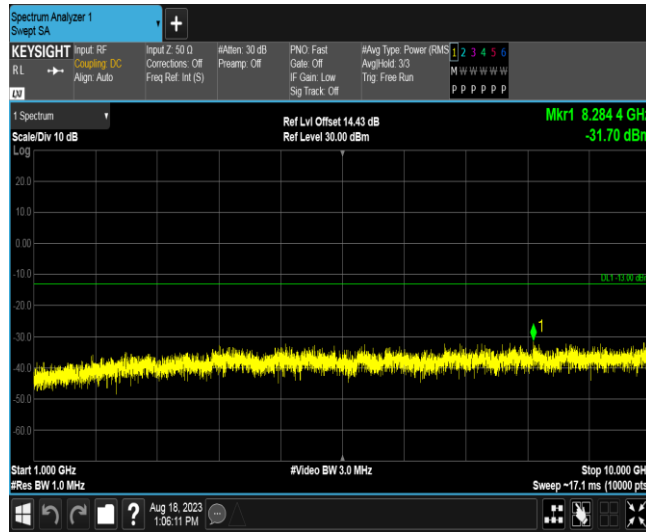 Spectrum Analyzer 1
Swept SA
+
KEYSIGHT
RL
LXI
Input: RF
Coupling: DC
Align: Auto
Input Z: 50 Ω
Corrections: Off
Freq Ref: Int (S)
#Atten: 30 dB
Preamp: Off
PNO: Fast
Gate: Off
IF Gain: Low
Sig Track: Off
#Avg Type: Power (RMS
Avg|Hold: 3/3
Trig: Free Run
1 2 3 4 5 6
M W W W W W
P P P P P P
1 Spectrum
Scale/Div 10 dB
Log
Ref Lvl Offset 14.43 dB
Ref Level 30.00 dBm
Mkr1 8.284 4 GHz
-31.70 dBm
20.0
10.0
0.00
-10.0
-20.0
-30.0
-40.0
-50.0
-60.0
DL1 -13.00 dBm
1
Start 1.000 GHz
#Res BW 1.0 MHz
#Video BW 3.0 MHz
Stop 10.000 GHz
Sweep ~17.1 ms (10000 pts)
?
Aug 18, 2023
1:06:11 PM